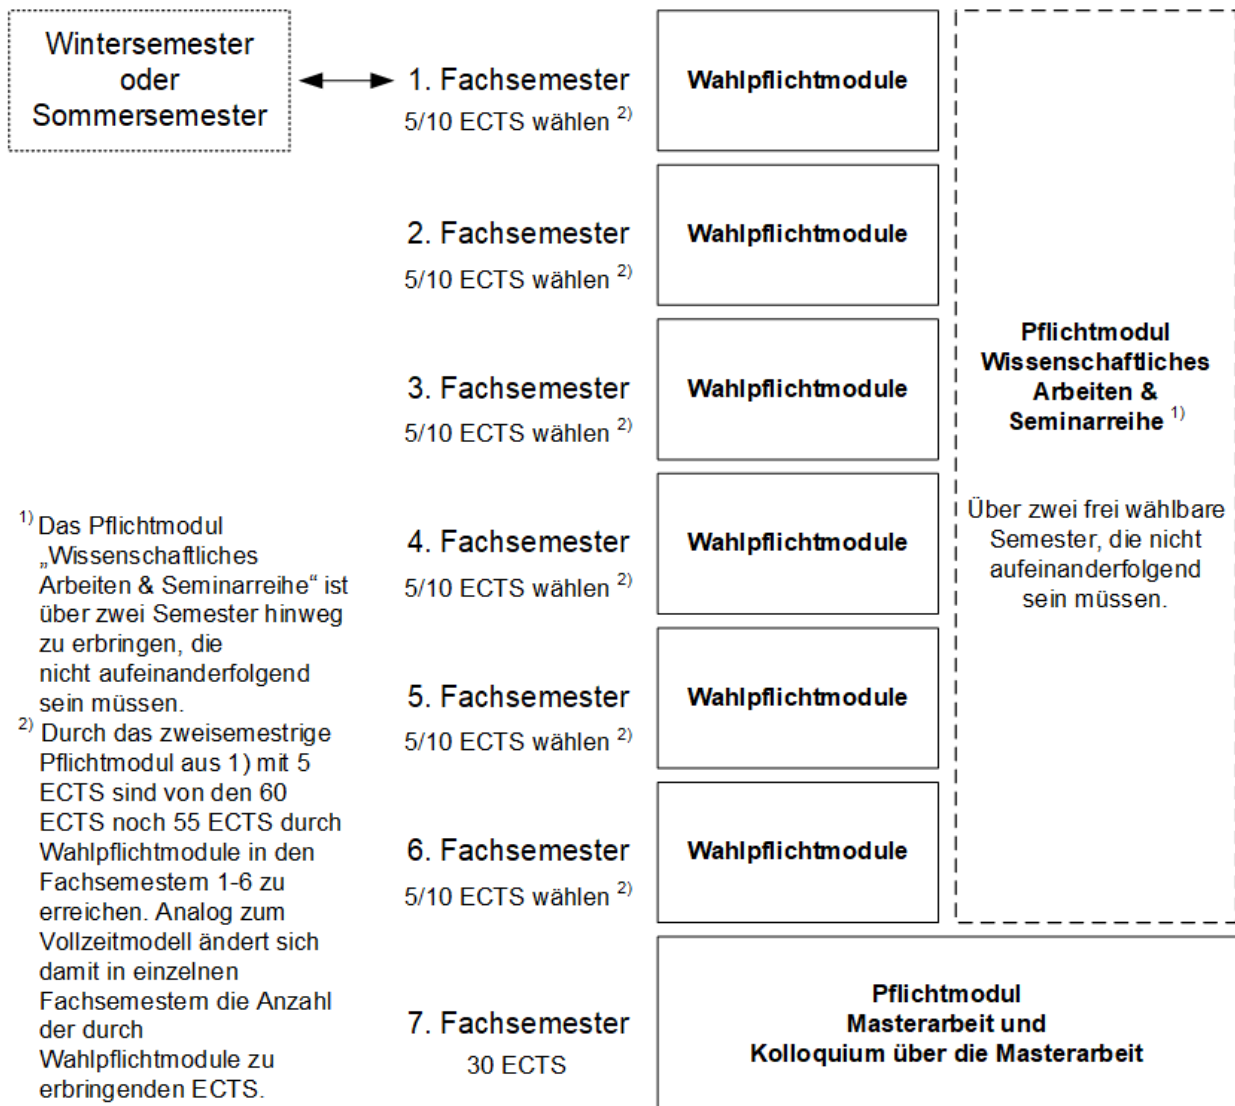 Wintersemester
oder
Sommersemester
1. Fachsemester
5/10 ECTS wählen 2)
Wahlpflichtmodule
2. Fachsemester
5/10 ECTS wählen 2)
Wahlpflichtmodule
3. Fachsemester
5/10 ECTS wählen 2)
Wahlpflichtmodule
4. Fachsemester
5/10 ECTS wählen 2)
Wahlpflichtmodule
5. Fachsemester
5/10 ECTS wählen 2)
Wahlpflichtmodule
6. Fachsemester
5/10 ECTS wählen 2)
Wahlpflichtmodule
Pflichtmodul
Wissenschaftliches
Arbeiten &
Seminarreihe 1)
Über zwei frei wählbare
Semester, die nicht
aufeinanderfolgend
sein müssen.
7. Fachsemester
30 ECTS
Pflichtmodul
Masterarbeit und
Kolloquium über die Masterarbeit
1) Das Pflichtmodul
„Wissenschaftliches
Arbeiten & Seminarreihe“ ist
über zwei Semester hinweg
zu erbringen, die
nicht aufeinanderfolgend
sein müssen.
2) Durch das zweisemestrige
Pflichtmodul aus 1) mit 5
ECTS sind von den 60
ECTS noch 55 ECTS durch
Wahlpflichtmodule in den
Fachsemestern 1-6 zu
erreichen. Analog zum
Vollzeitmodell ändert sich
damit in einzelnen
Fachsemestern die Anzahl
der durch
Wahlpflichtmodule zu
erbringenden ECTS.